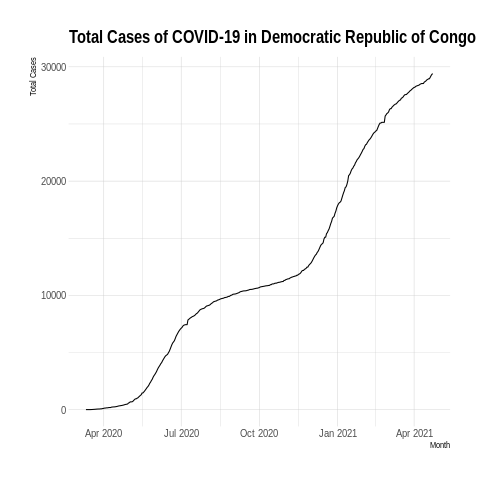 Total Cases of COVID-19 in Democratic Republic of Congo
Total Cases
30000
20000
10000
0
Apr 2020 Jul 2020 Oct 2020 Jan 2021 Apr 2021
Month